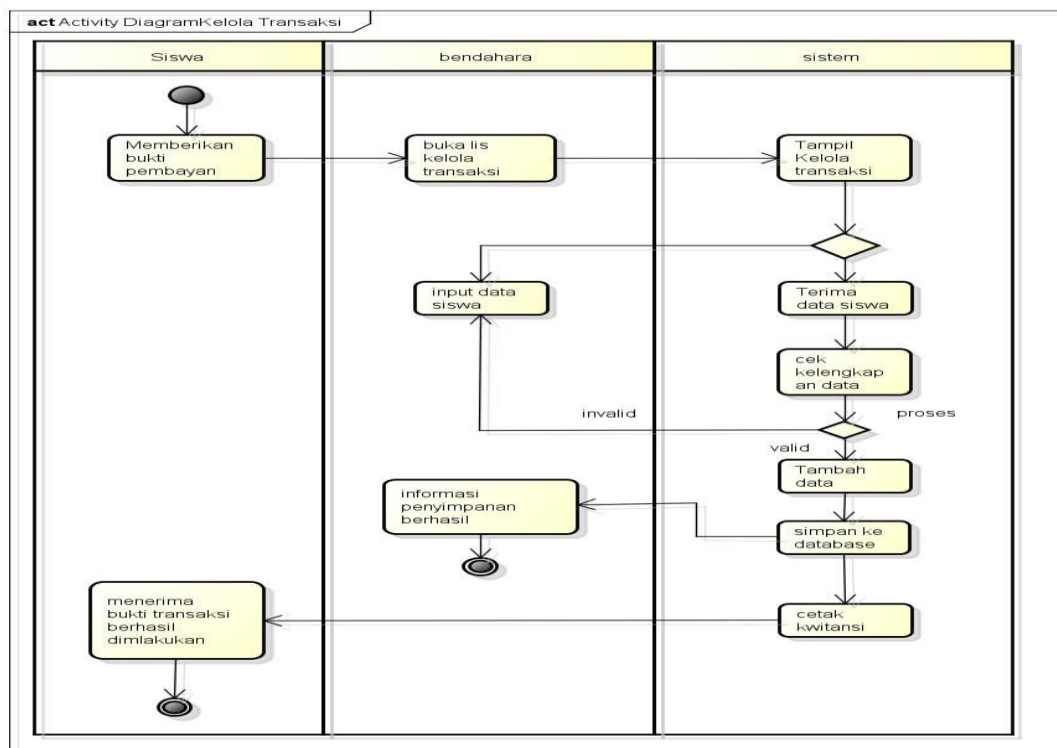 act Activity DiagramKelola Transaksi
Siswa
bendahara
sistem
Memberikan
bukti
pembayan
buka lis
kelola
transaksi
Tampil
Kelola
transaksi
input data
siswa
Terima
data siswa
cek
kelengkap
an data
invalid
proses
valid
Tambah
data
informasi
penyimpanan
berhasil
simpan ke
database
menerima
bukti transaksi
berhasil
dimlakukan
cetak
kwitansi